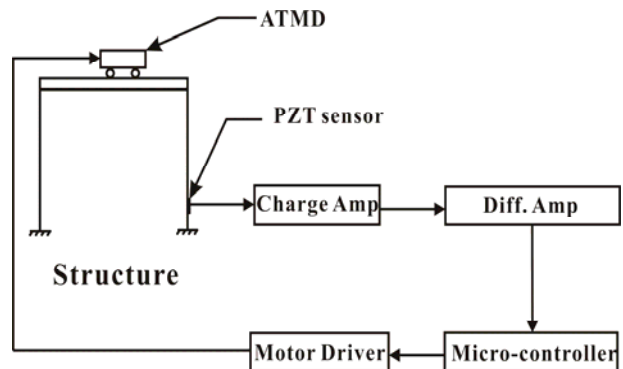 ATMD
PZT sensor
Charge Amp
Diff. Amp
Structure
Motor Driver
Micro-controller